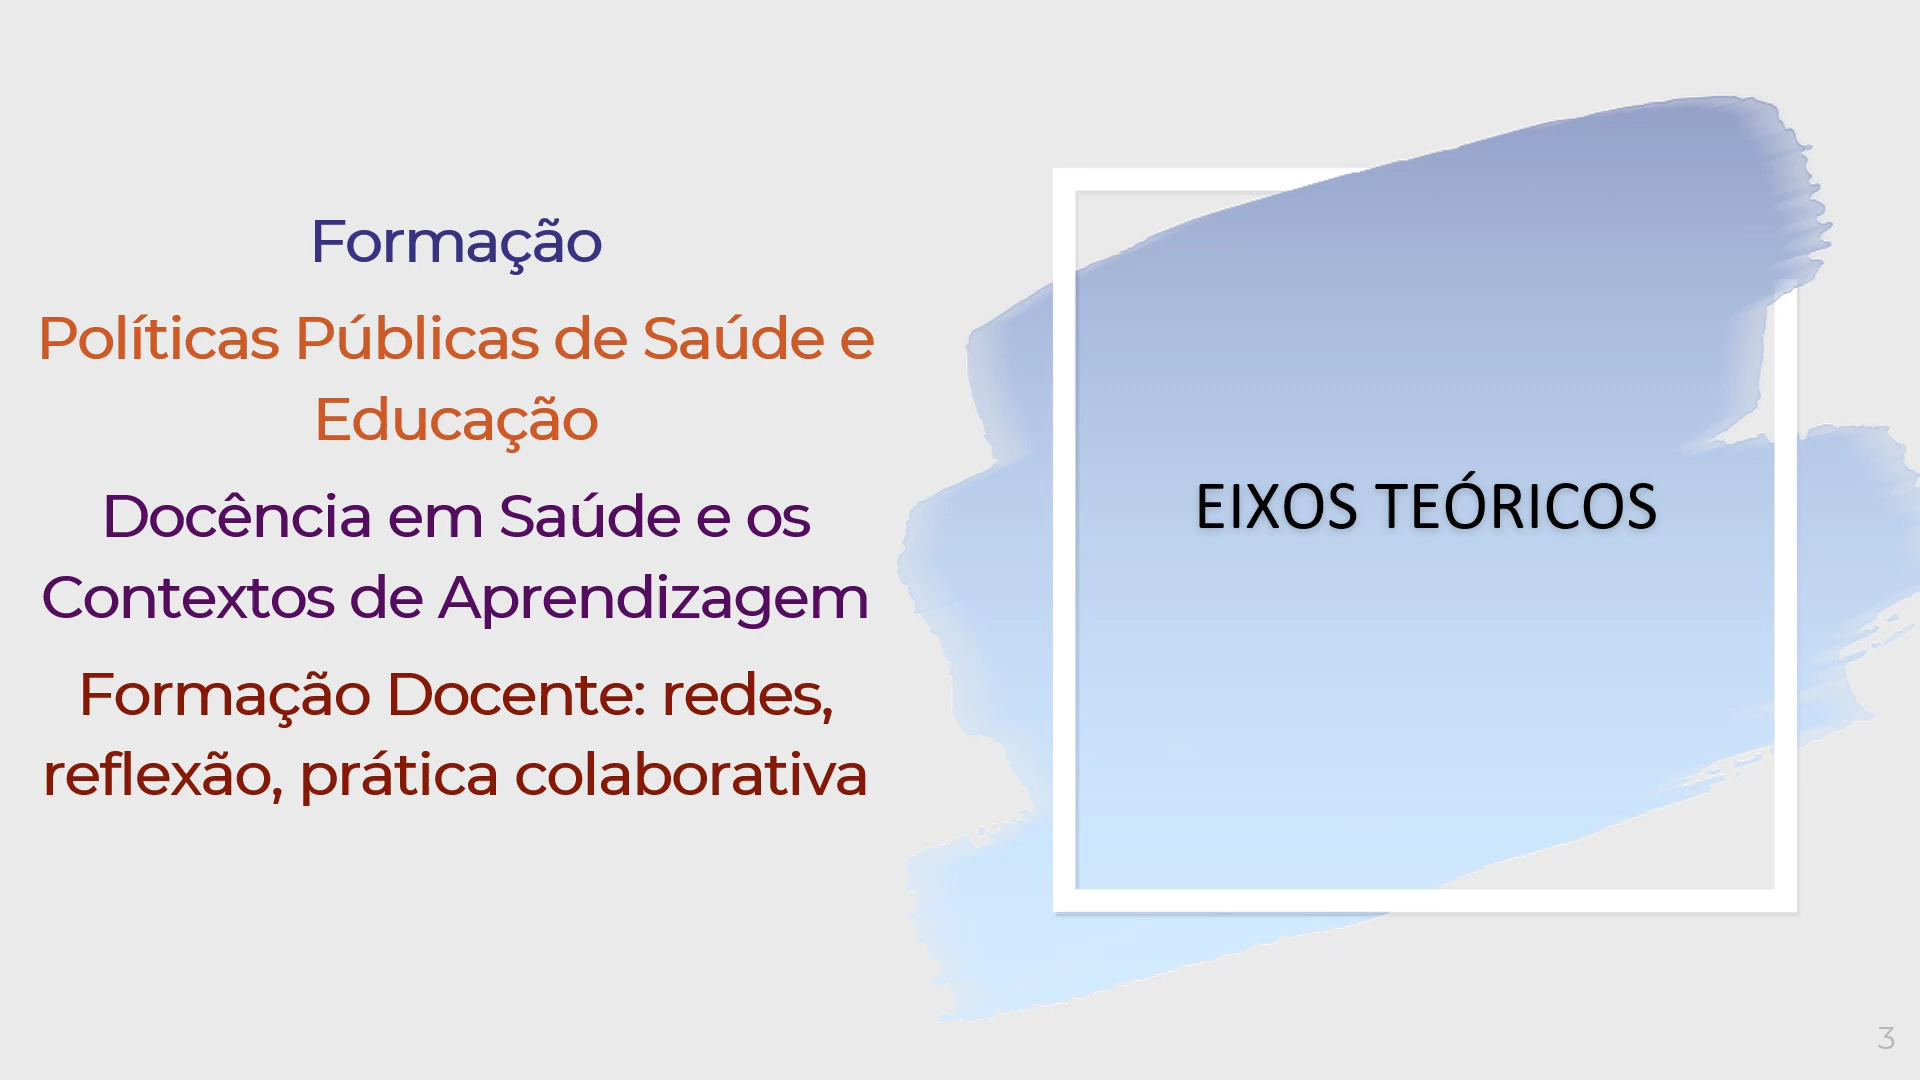 Formação
Políticas Públicas de Saúde e
Educação
Docência em Saúde e os
Contextos de Aprendizagem
Formação Docente: redes,
reflexão, prática colaborativa
EIXOS TEÓRICOS
3